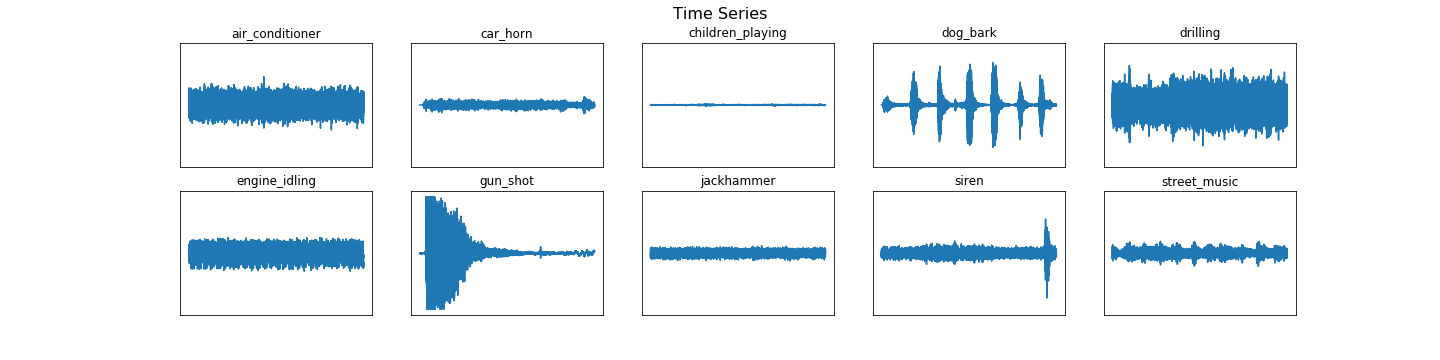 Time Series
air_conditioner
car_horn
children_playing
dog_bark
drilling
engine_idling
gun_shot
jackhammer
siren
street_music